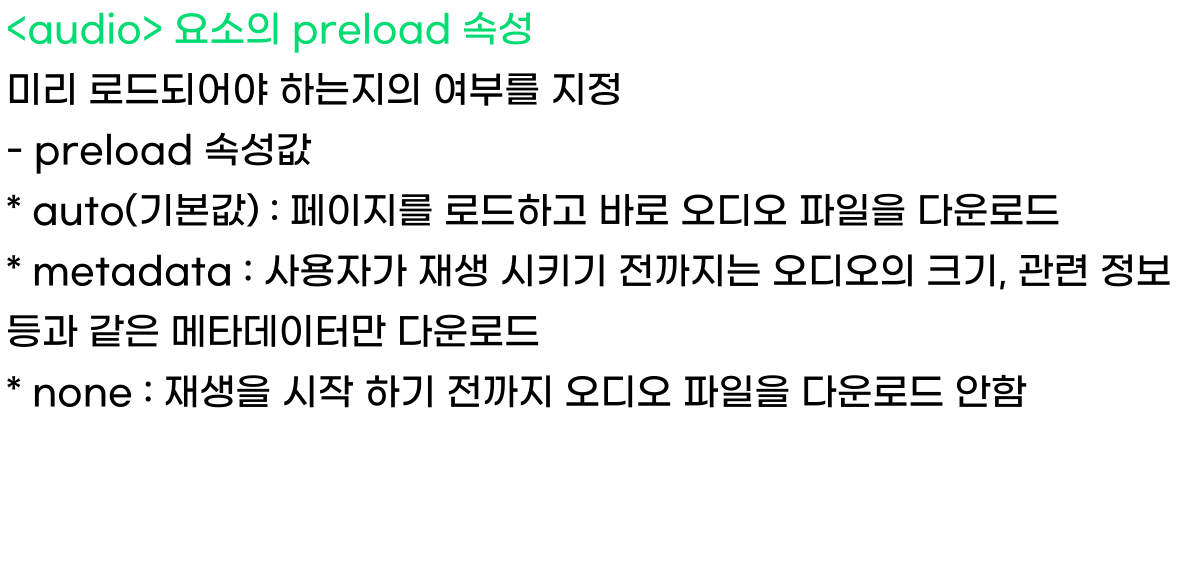 <audio> 요소의 preload 속성
미리 로드되어야 하는지의 여부를 지정
- preload 속성값
* auto(기본값) : 페이지를 로드하고 바로 오디오 파일을 다운로드
* metadata : 사용자가 재생 시키기 전까지는 오디오의 크기, 관련 정보
등과 같은 메타데이터만 다운로드
* none : 재생을 시작 하기 전까지 오디오 파일을 다운로드 안함